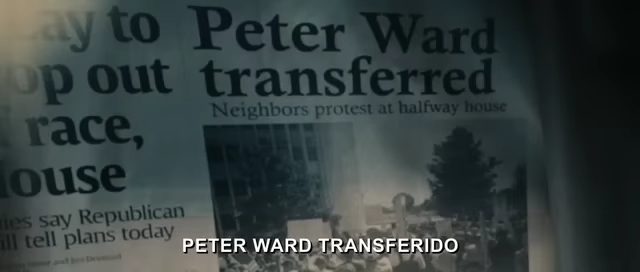 ay to
op out
race,
ouse
ies say Republican
ll tell plans today
Peter Ward
transferred
Neighbors protest at halfway house
PETER WARD TRANSFERIDO